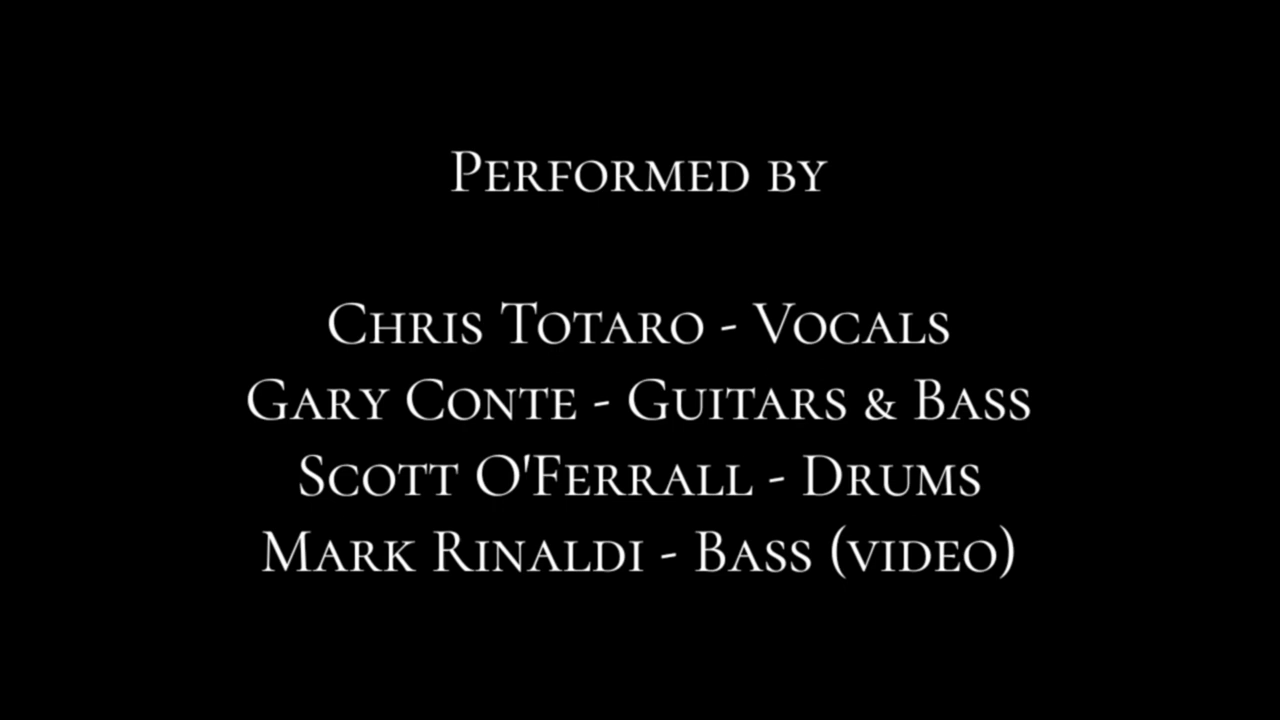 Performed by
Chris Totaro - Vocals
Gary Conte - Guitars & Bass
Scott O'Ferrall - Drums
Mark Rinaldi - Bass (video)